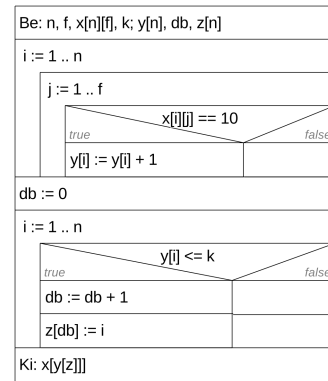 Be: n, f, x[n][f], k; y[n], db, z[n]
i := 1 .. n
j := 1 .. f
x[i][j] == 10
true
false
y[i] := y[i] + 1
db := 0
i := 1 .. n
y[i] <= k
true
false
db := db + 1
z[db] := i
Ki: x[y[z]]]